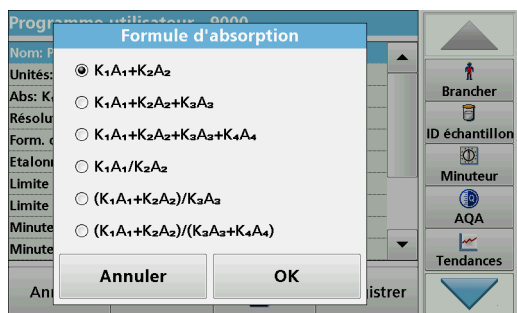 Programme utilisateur 9000
Formule d'absorption
Nom: P
Unités:
Abs: K₁
Résolu
Form. c
Etalonn
Limite
Limite
Minute
Minute
K₁A₁+K₂A₂
K₁A₁+K₂A₂+K₃A₃
K₁A₁+K₂A₂+K₃A₃+K₄A₄
K₁A₁/K₂A₂
(K₁A₁+K₂A₂)/K₃A₃
(K₁A₁+K₂A₂)/(K₃A₃+K₄A₄)
Annuler
OK
An
istrer
Brancher
ID échantillon
Minuteur
AQA
Tendances